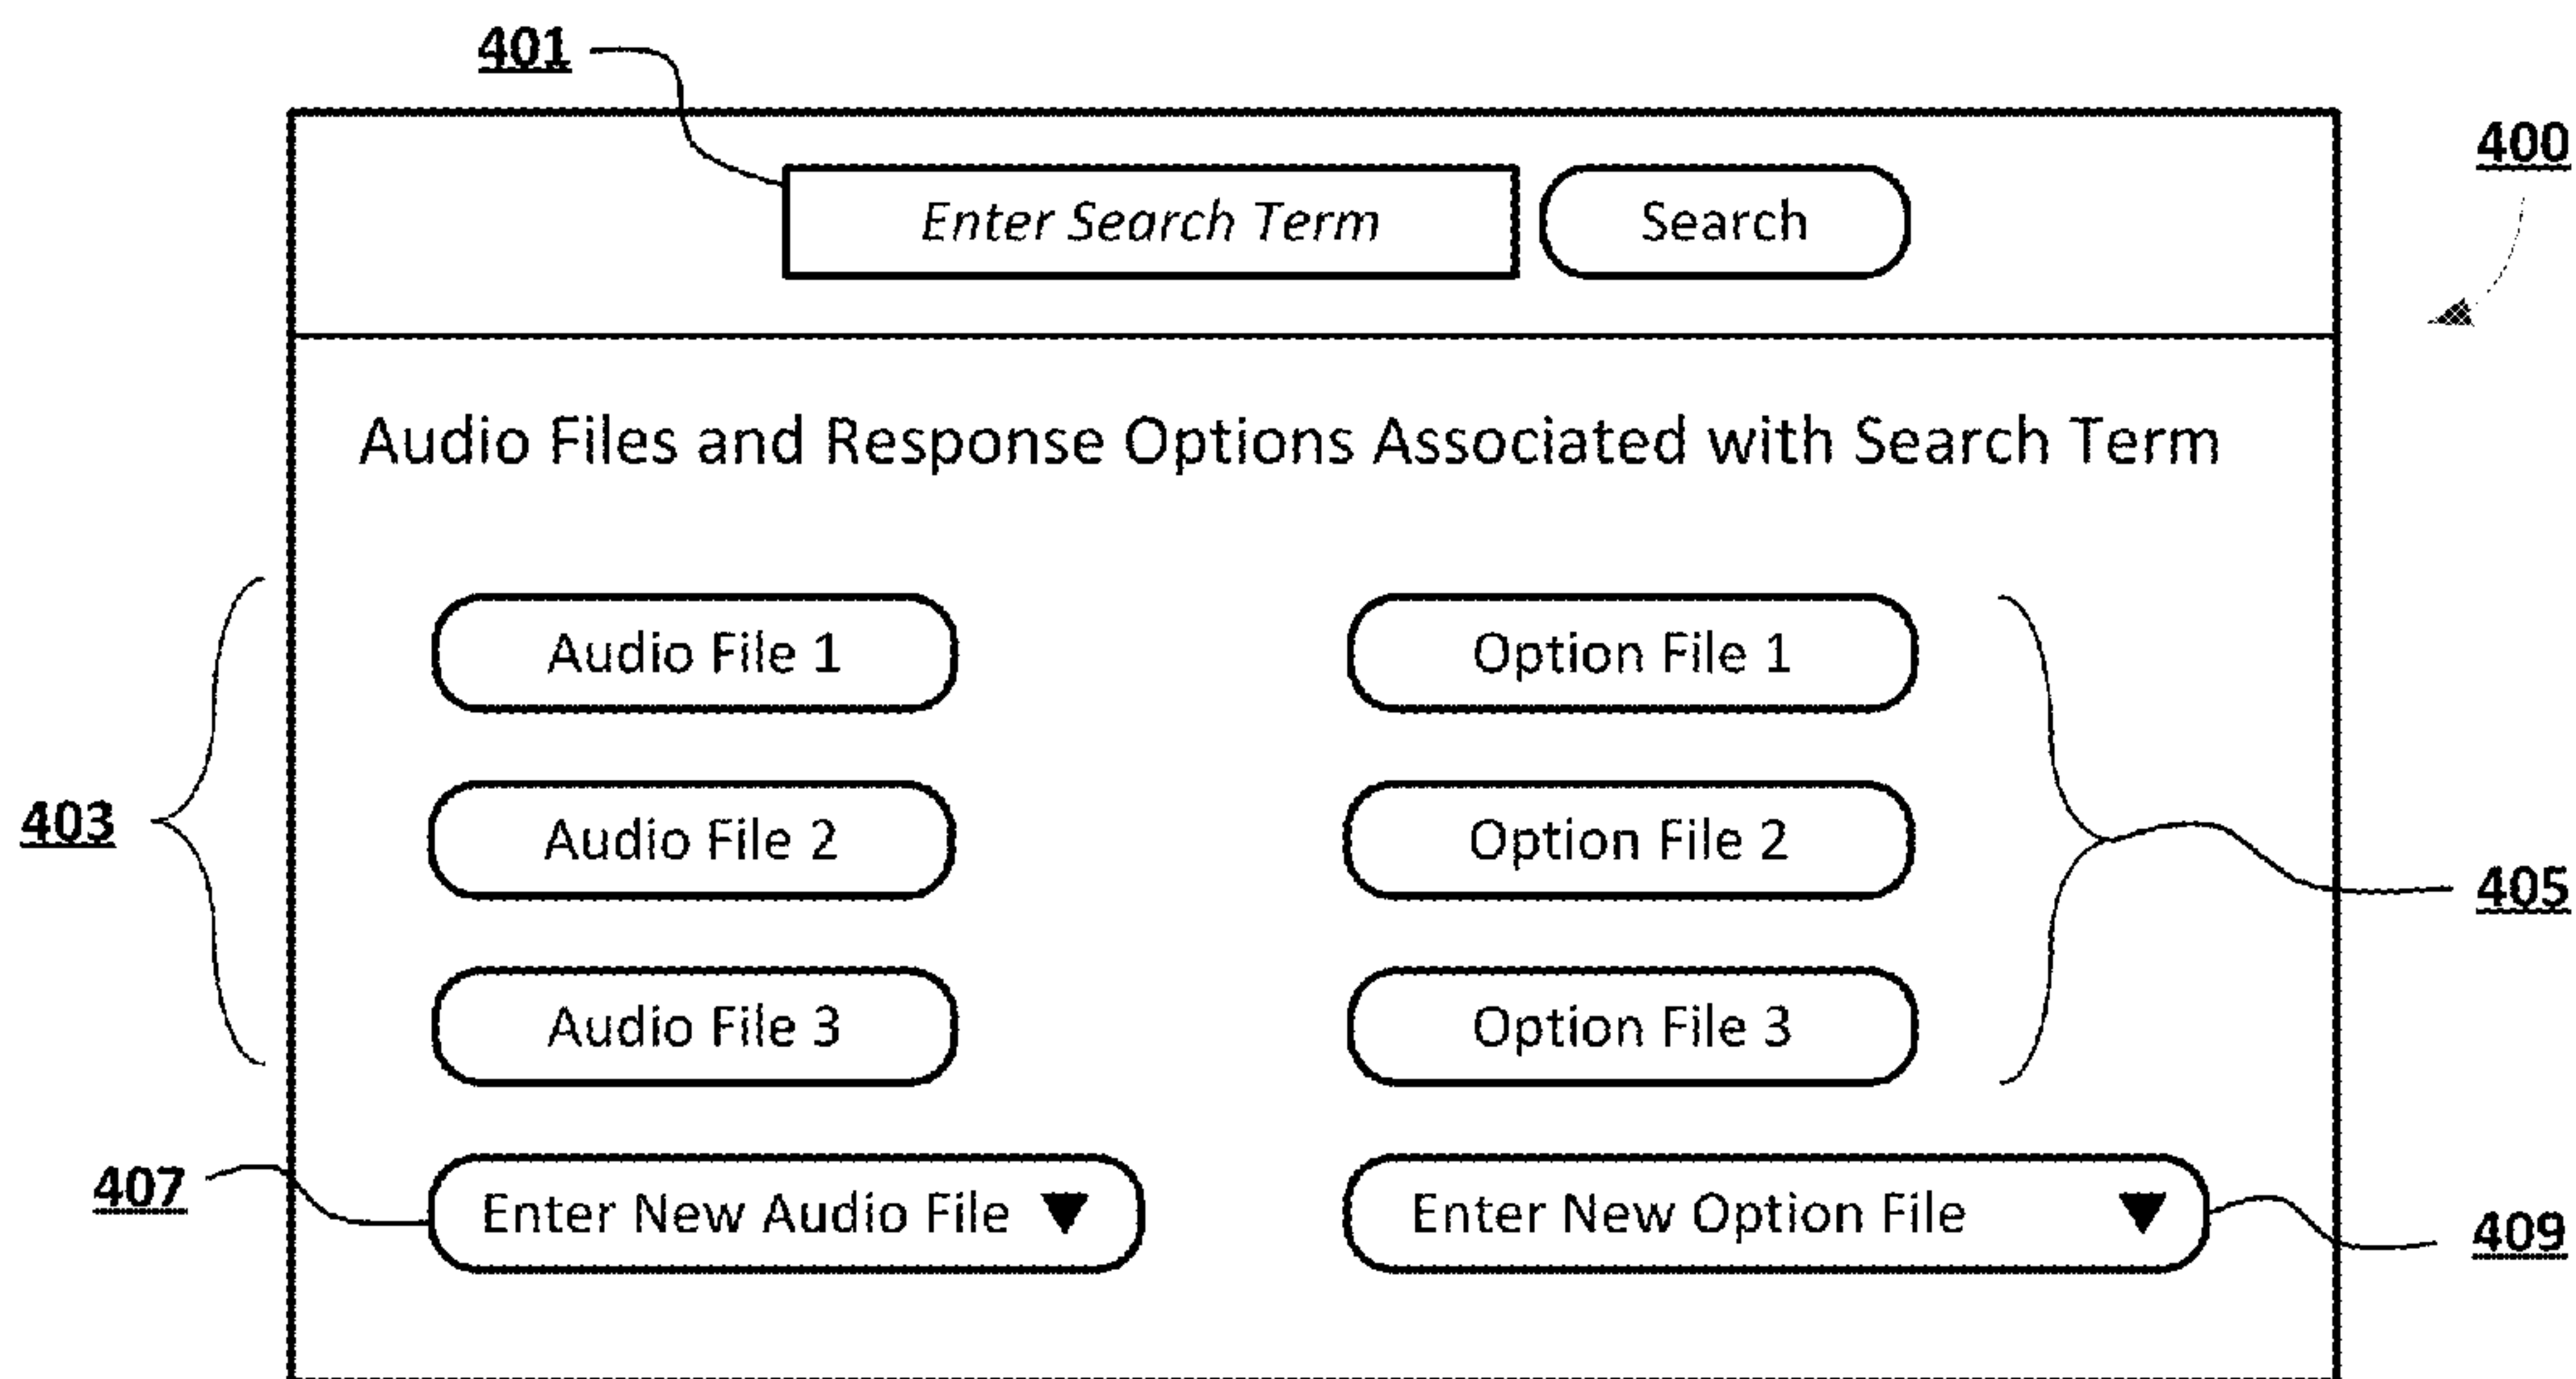 401
400
Enter Search Term
Search
Audio Files and Response Options Associated with Search Term
Audio File 1
Option File 1
403
Audio File 2
Option File 2
405
Audio File 3
Option File 3
407
Enter New Audio File ▼
Enter New Option File ▼
409